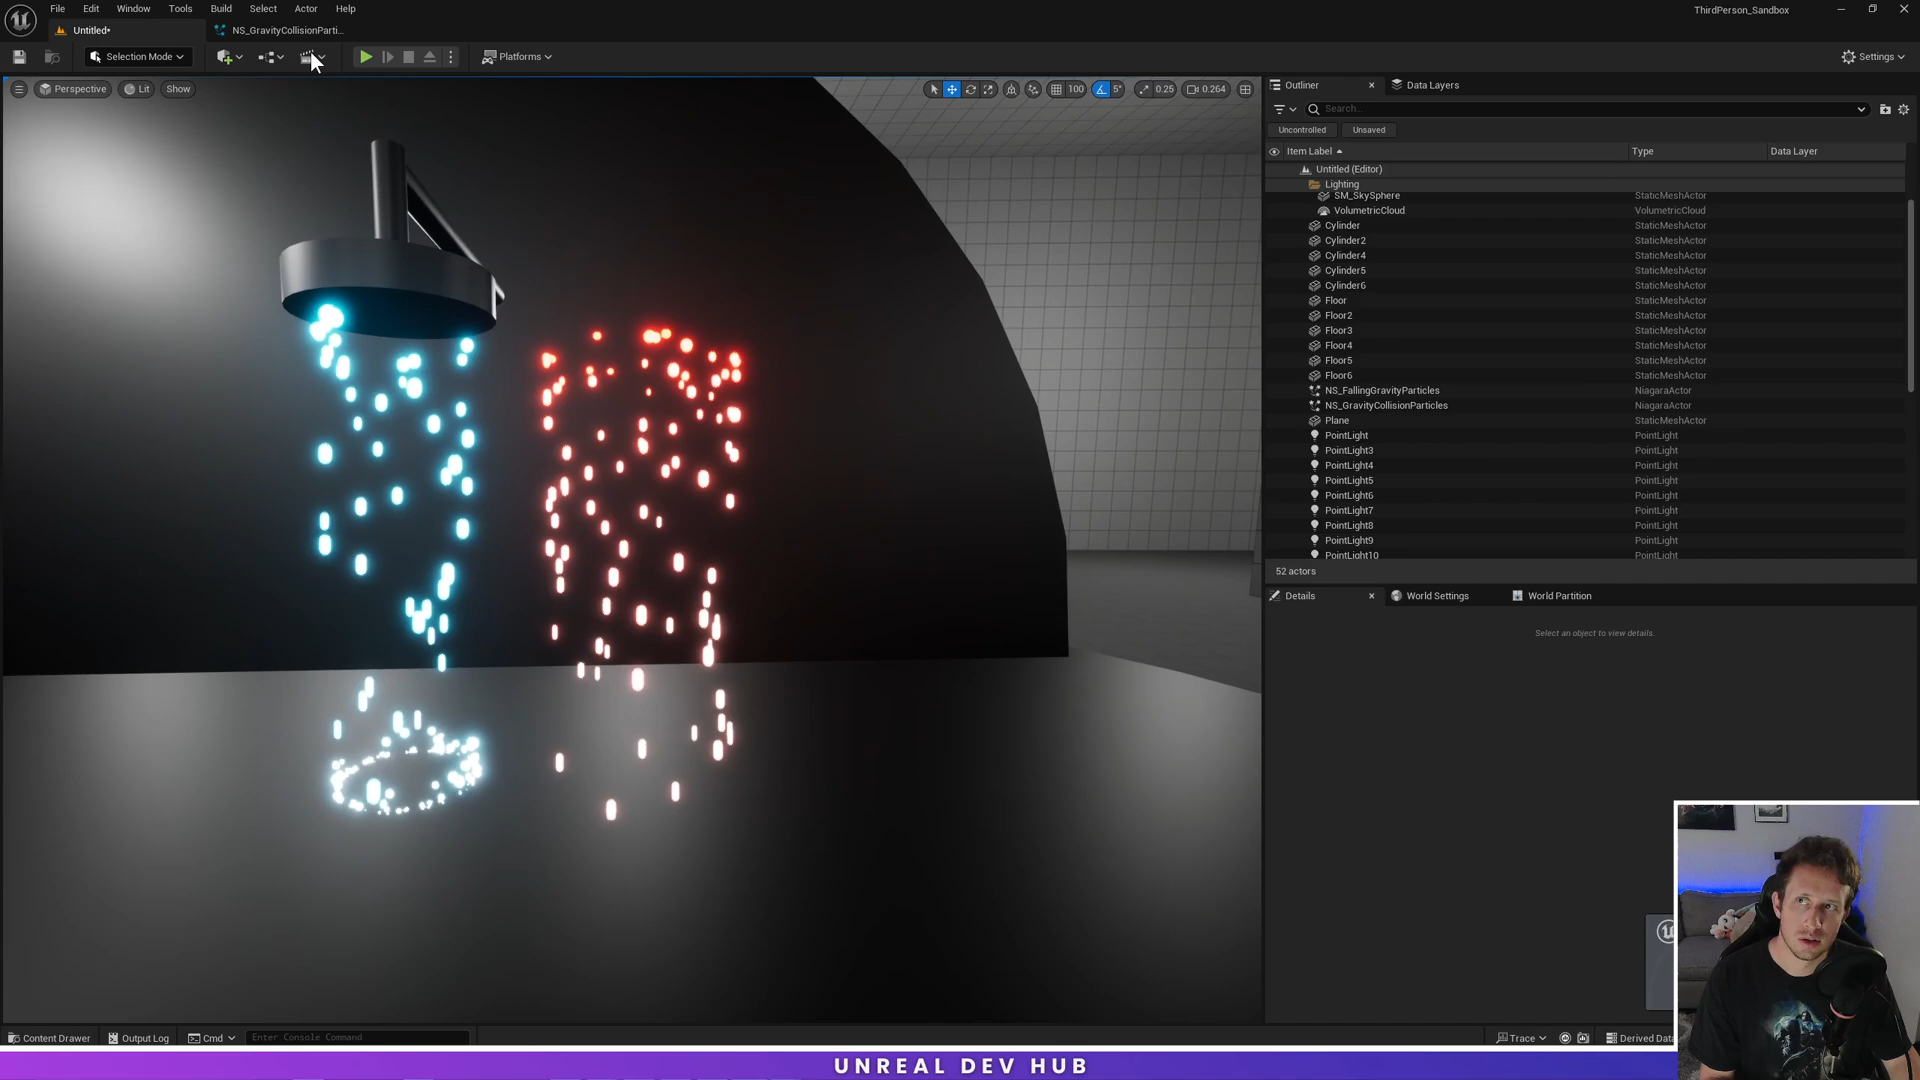 File Edit Window Tools Build Select Actor Help
ThirdPerson_Sandbox
Untitled•
NS_GravityCollisionParti...
Selection Mode
Platforms
Settings
Perspective
Lit
Show
100
5°
0.25
0.264
Outliner
Data Layers
Search...
Uncontrolled
Unsaved
Item Label
Type
Data Layer
Untitled (Editor)
Lighting
SM_SkySphere StaticMeshActor
VolumetricCloud VolumetricCloud
Cylinder StaticMeshActor
Cylinder2 StaticMeshActor
Cylinder4 StaticMeshActor
Cylinder5 StaticMeshActor
Cylinder6 StaticMeshActor
Floor StaticMeshActor
Floor2 StaticMeshActor
Floor3 StaticMeshActor
Floor4 StaticMeshActor
Floor5 StaticMeshActor
Floor6 StaticMeshActor
NS_FallingGravityParticles NiagaraActor
NS_GravityCollisionParticles NiagaraActor
Plane StaticMeshActor
PointLight PointLight
PointLight3 PointLight
PointLight4 PointLight
PointLight5 PointLight
PointLight6 PointLight
PointLight7 PointLight
PointLight8 PointLight
PointLight9 PointLight
PointLight10 PointLight
52 actors
Details
World Settings
World Partition
Select an object to view details.
Content Drawer
Output Log
Cmd
Enter Console Command
Trace
Derived Data
UNREAL DEV HUB